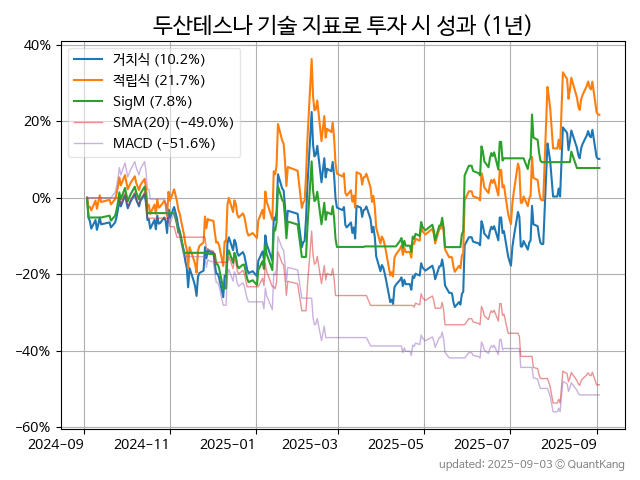 두산테스나 기술 지표로 투자 시 성과 (1년)
40%
20%
0%
−20%
−40%
−60%
거치식 (10.2%)
적립식 (21.7%)
SigM (7.8%)
SMA(20) (−49.0%)
MACD (−51.6%)
2024-09 2024-11 2025-01 2025-03 2025-05 2025-07 2025-09
updated: 2025-09-03 © QuantKang